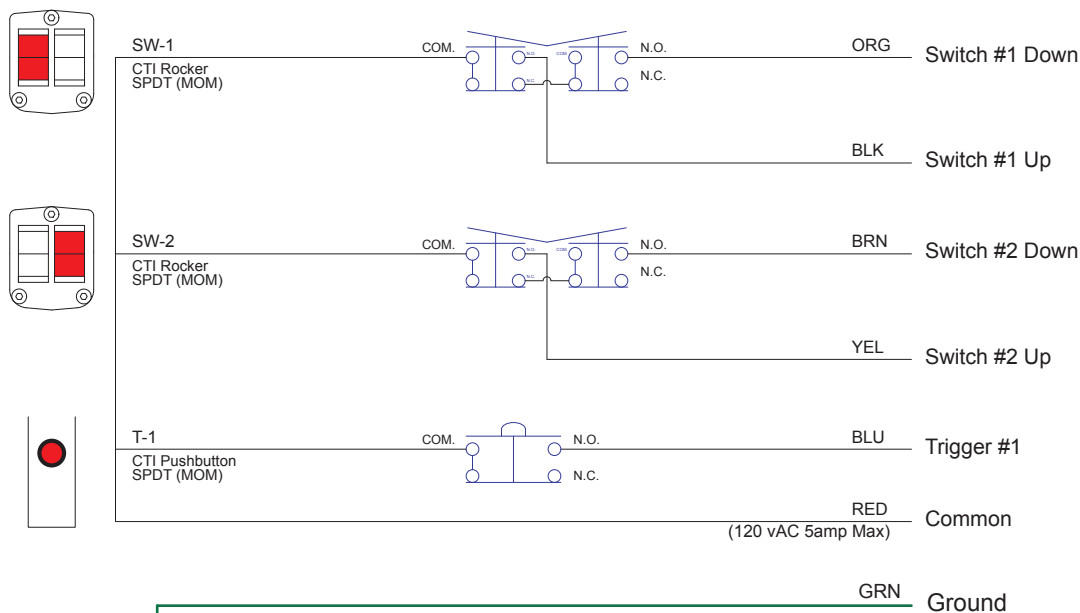 SW-1
CTI Rocker
SPDT (MOM)
COM.
N.O.
N.C.
COM
N.O.
N.C.
ORG
Switch #1 Down
BLK
Switch #1 Up
SW-2
CTI Rocker
SPDT (MOM)
COM.
N.O.
N.C.
COM
N.O.
N.C.
BRN
Switch #2 Down
YEL
Switch #2 Up
T-1
CTI Pushbutton
SPDT (MOM)
COM.
N.O.
N.C.
BLU
Trigger #1
RED
(120 vAC 5amp Max)
Common
GRN
Ground